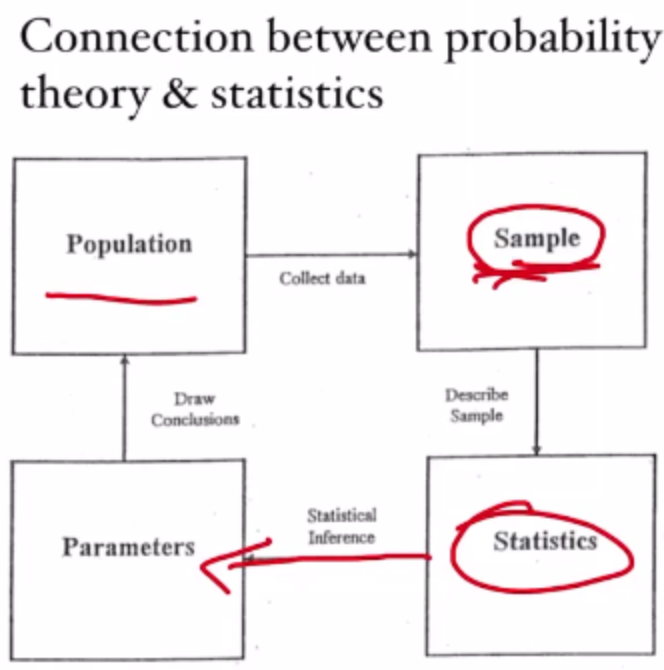 Connection between probability
theory & statistics
Population
Collect data
Sample
Draw
Conclusions
Describe
Sample
Parameters
Statistical
Inference
Statistics